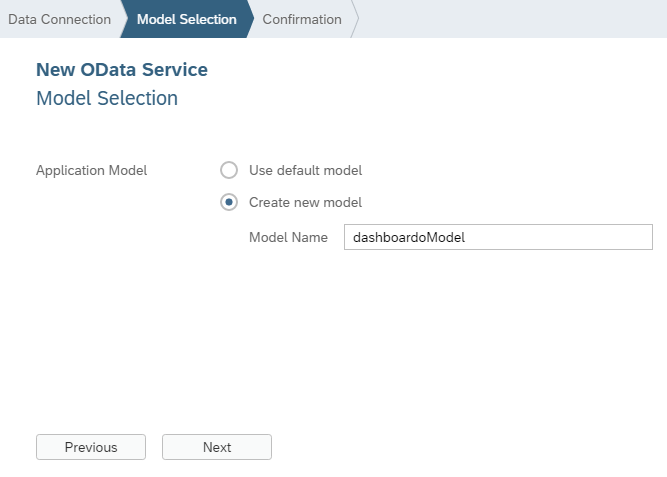 Data Connection Model Selection Confirmation
New OData Service
Model Selection
Application Model Use default model
Create new model
Model Name dashboardoModel
Previous Next